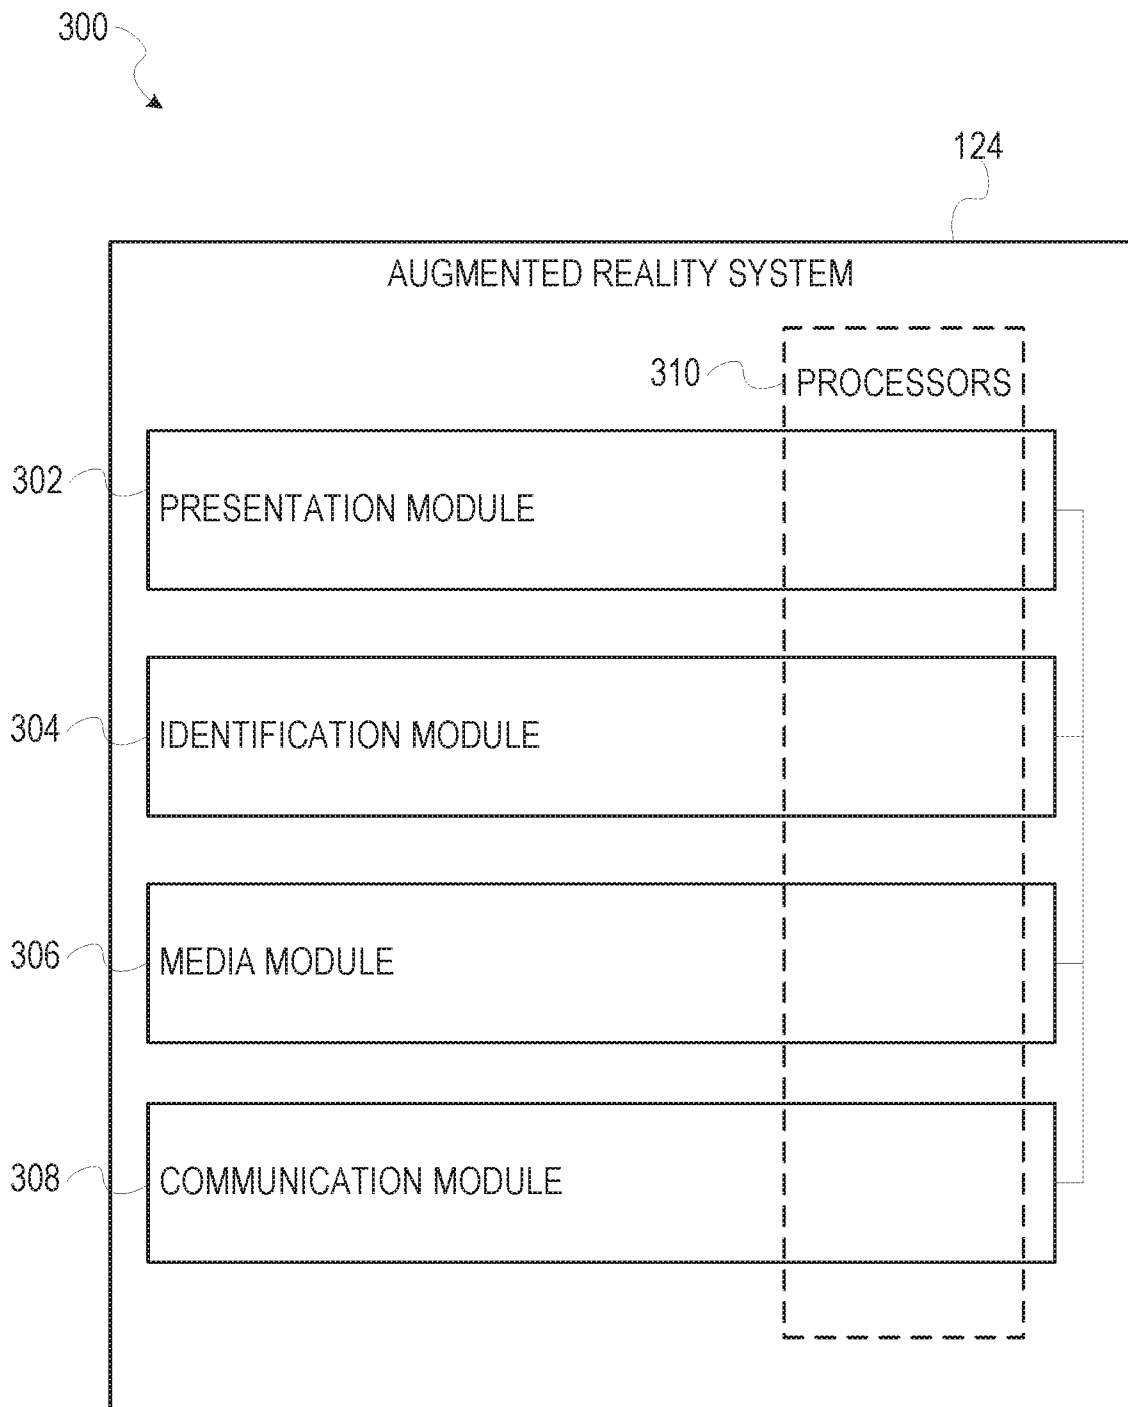 300
124
AUGMENTED REALITY SYSTEM
310
PROCESSORS
302
PRESENTATION MODULE
304
IDENTIFICATION MODULE
306
MEDIA MODULE
308
COMMUNICATION MODULE